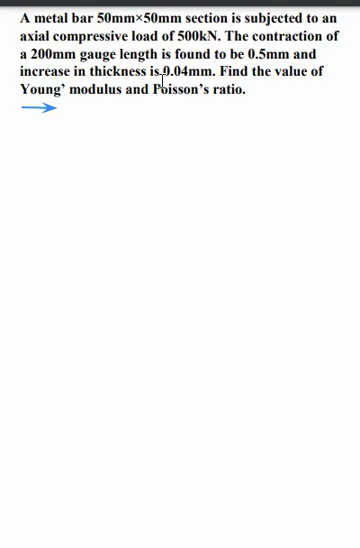 A metal bar 50mm×50mm section is subjected to an
axial compressive load of 500kN. The contraction of
a 200mm gauge length is found to be 0.5mm and
increase in thickness is 0.04mm. Find the value of
Young’ modulus and Poisson’s ratio.